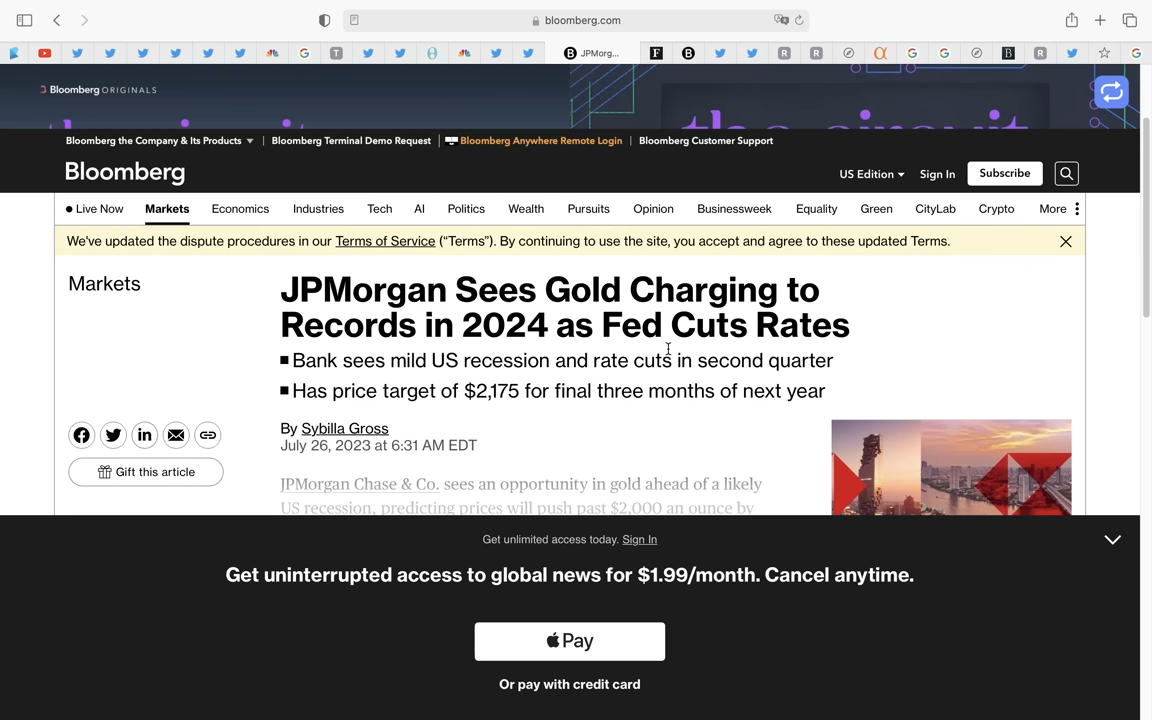 bloomberg.com
JPMorg...
Bloomberg ORIGINALS
Bloomberg the Company & Its Products | Bloomberg Terminal Demo Request | Bloomberg Anywhere Remote Login | Bloomberg Customer Support
Bloomberg
US Edition Sign In Subscribe
Live Now Markets Economics Industries Tech AI Politics Wealth Pursuits Opinion Businessweek Equality Green CityLab Crypto More
We've updated the dispute procedures in our Terms of Service (“Terms”). By continuing to use the site, you accept and agree to these updated Terms.
Markets
JPMorgan Sees Gold Charging to
Records in 2024 as Fed Cuts Rates
Bank sees mild US recession and rate cuts in second quarter
Has price target of $2,175 for final three months of next year
By Sybilla Gross
July 26, 2023 at 6:31 AM EDT
Gift this article
JPMorgan Chase & Co. sees an opportunity in gold ahead of a likely
US recession, predicting prices will push past $2,000 an ounce by
Get unlimited access today. Sign In
Get uninterrupted access to global news for $1.99/month. Cancel anytime.
Pay
Or pay with credit card